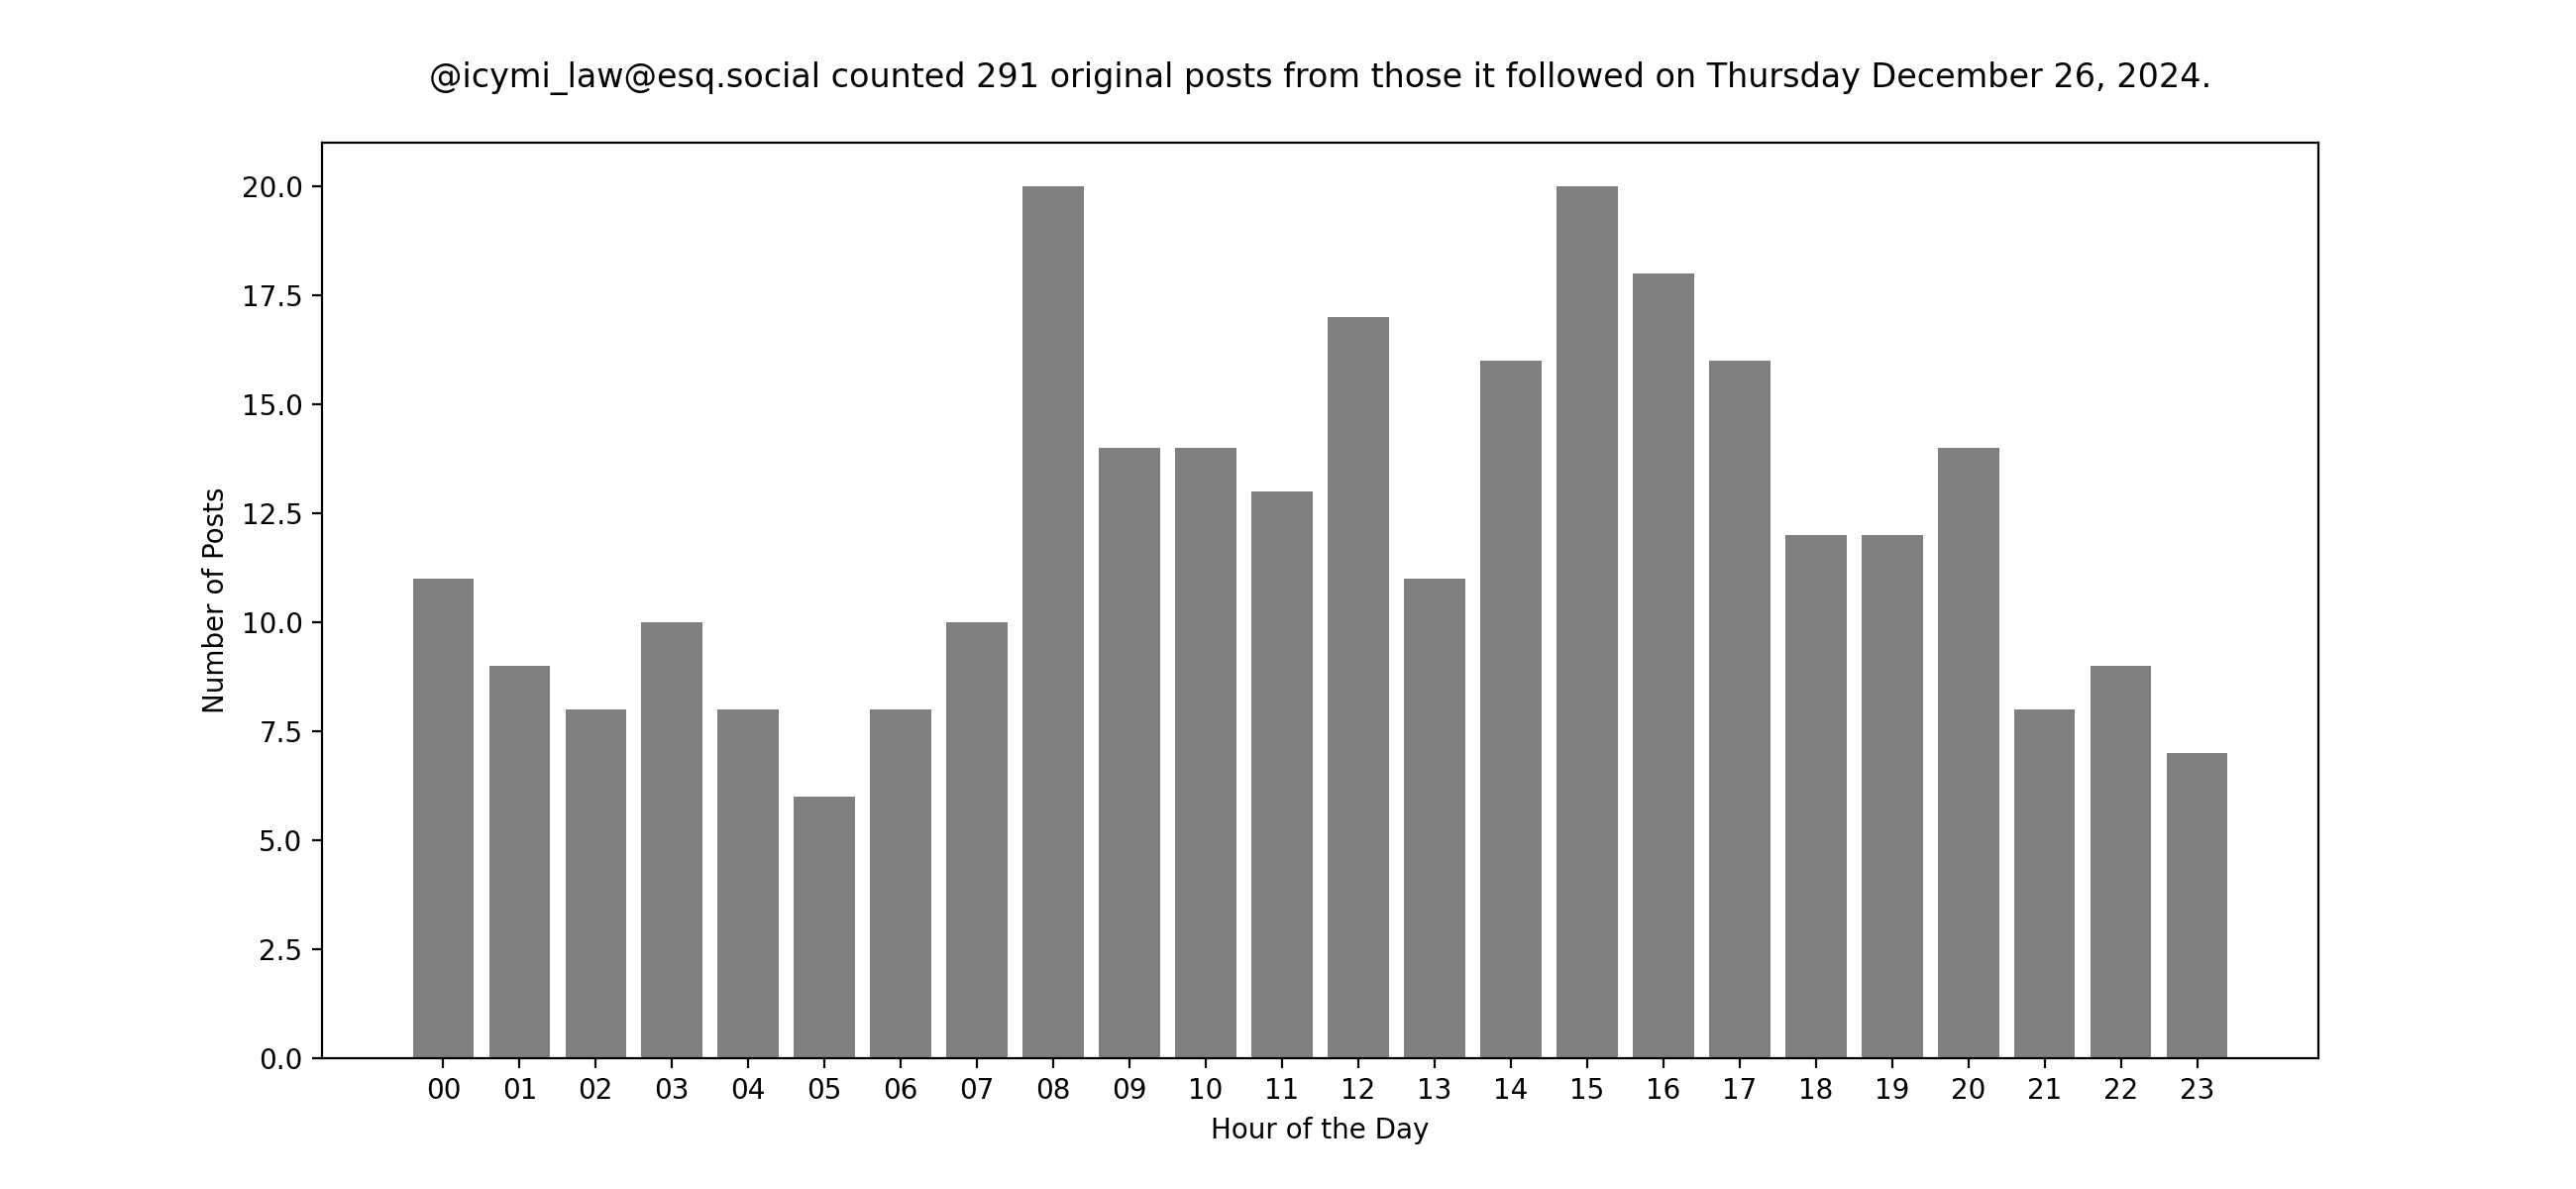 @icymi_law@esq.social counted 291 original posts from those it followed on Thursday December 26, 2024.
20.0
17.5
15.0
12.5
10.0
7.5
5.0
2.5
0.0
Number of Posts
00 01 02 03 04 05 06 07 08 09 10 11 12 13 14 15 16 17 18 19 20 21 22 23
Hour of the Day